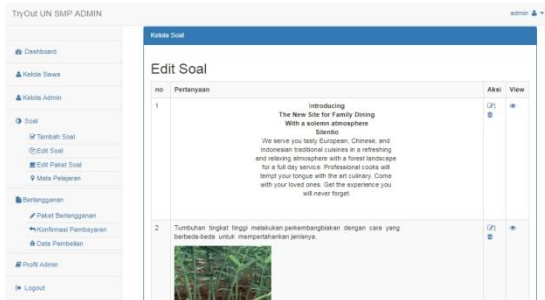 TryOut UN SMP ADMIN
admin
Dashboard
Kelola Siswa
Kelola Admin
Soal
Tambah Soal
Edit Soal
Edit Paket Soal
Mata Pelajaran
Berlangganan
Paket Berlangganan
Konfirmasi Pembayaran
Data Pembelian
Profil Admin
Logout
Kelola Soal
Edit Soal
no Pertanyaan Aksi View
1
Introducing
The New Site for Family Dining
With a solemn atmosphere
Silentio
We serve you tasty European, Chinese, and
Indonesian traditional cuisines in a refreshing
and relaxing atmosphere with a forest landscape
for a full day service. Professional cooks will
tempt your tongue with the art culinary. Come
with your loved ones. Get the experience you
will never forget.
2 Tumbuhan tingkat tinggi melakukan perkembangbiakan dengan cara yang
berbeda-beda untuk mempertahankan jenisnya.